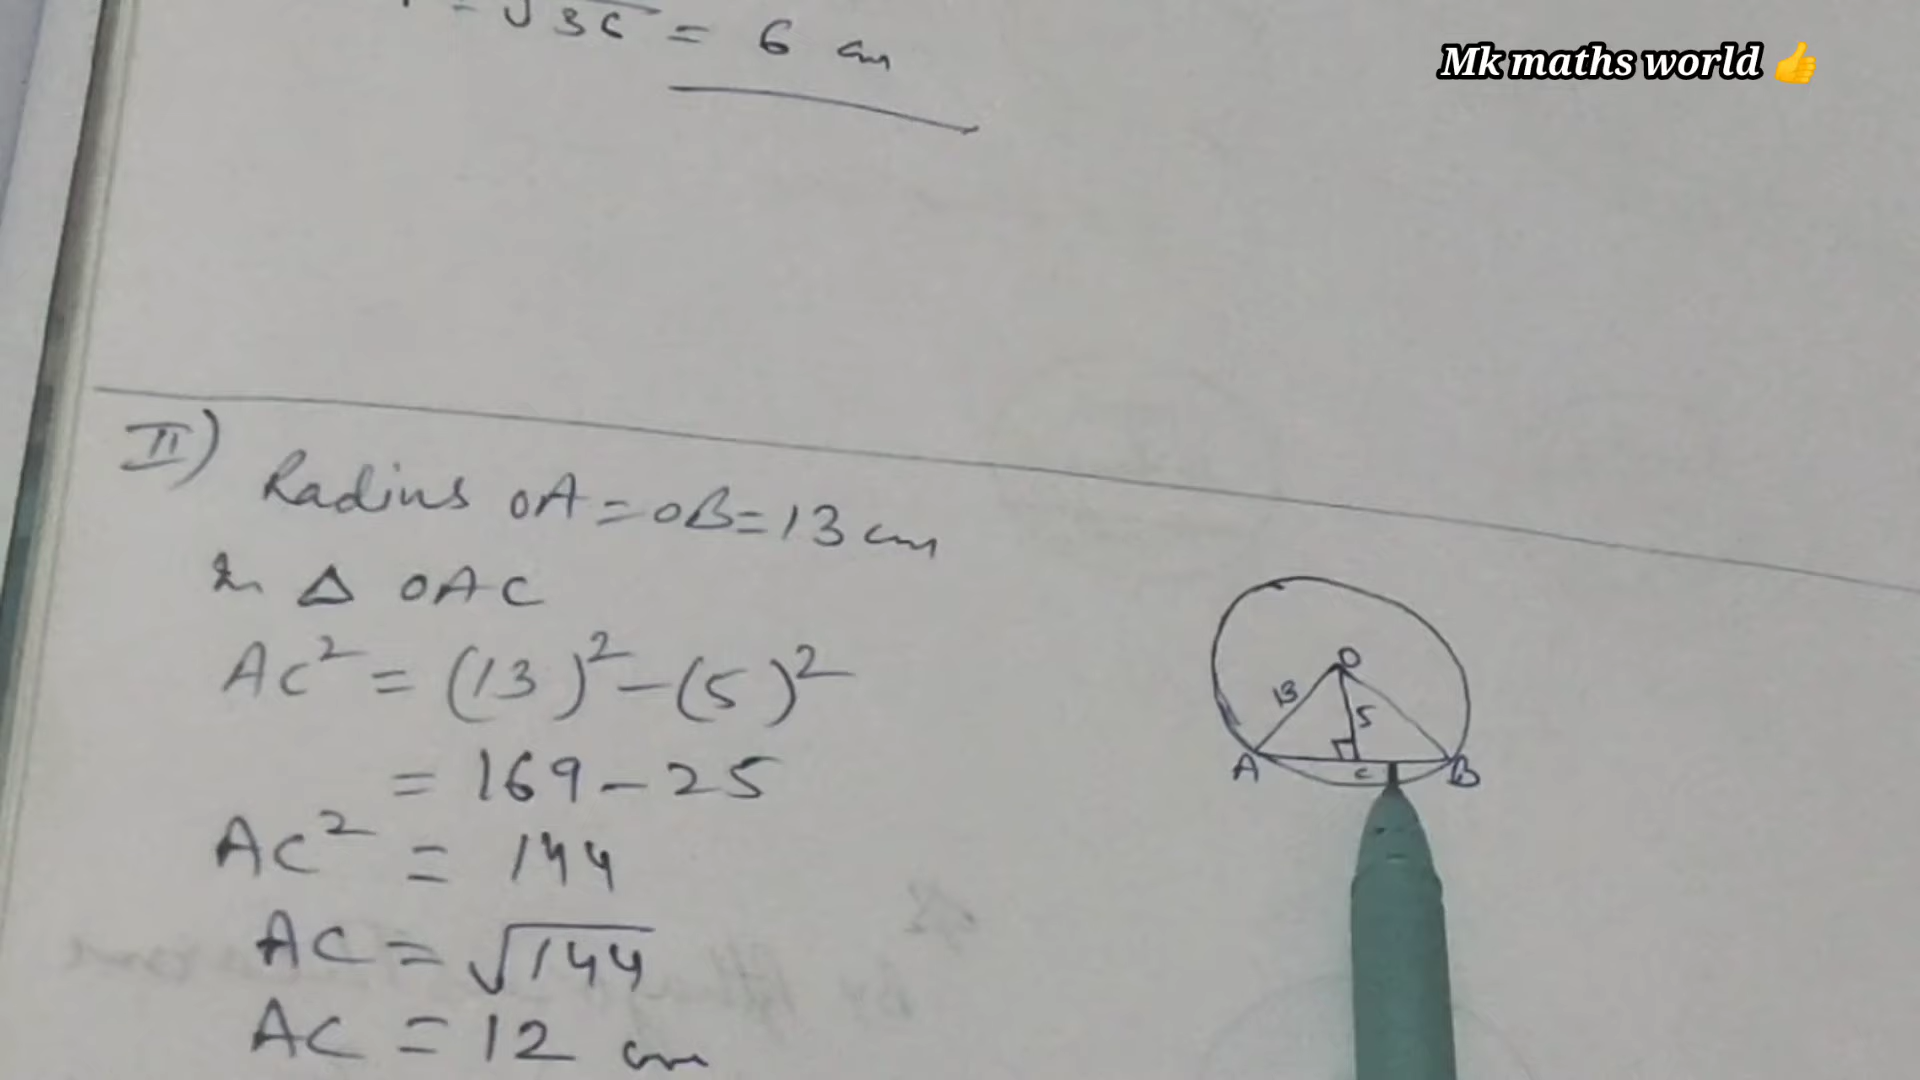 = √36 = 6 cm
Mk maths world 👍
II)
Radius OA = OB = 13 cm
In △ OAC
AC² = (13)² - (5)²
= 169 - 25
AC² = 144
AC = √144
AC = 12 cm
O
13
5
A
C
B